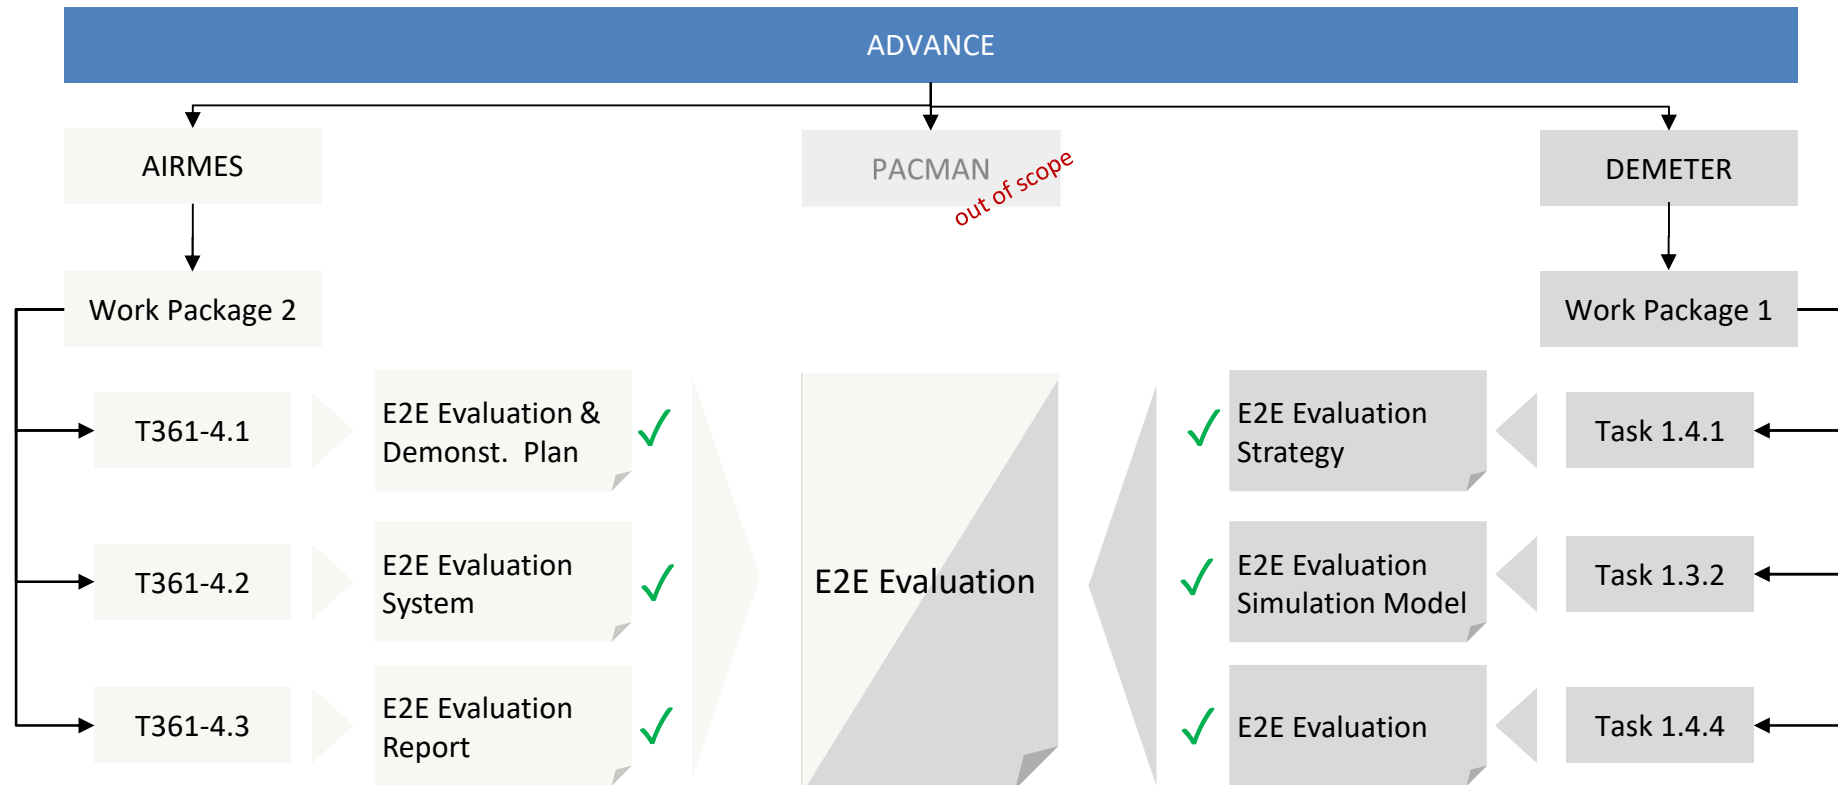 ADVANCE
AIRMES
PACMAN
out of scope
DEMETER
Work Package 2
Work Package 1
T361-4.1
E2E Evaluation &
Demonst. Plan
E2E Evaluation
Strategy
Task 1.4.1
T361-4.2
E2E Evaluation
System
E2E Evaluation
E2E Evaluation
Simulation Model
Task 1.3.2
T361-4.3
E2E Evaluation
Report
E2E Evaluation
Task 1.4.4